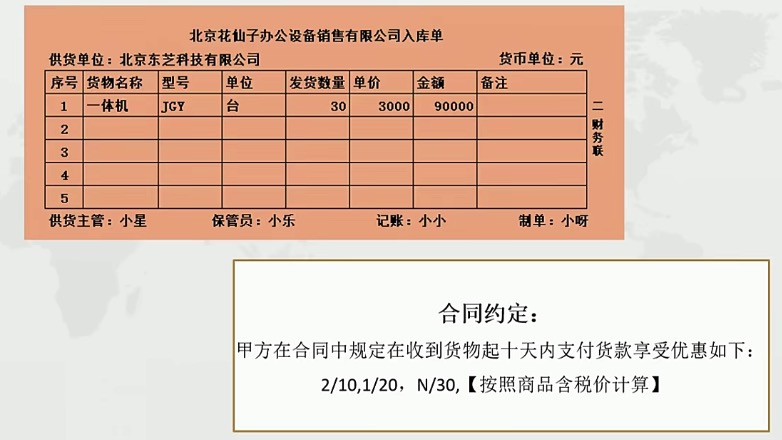 北京花仙子办公设备销售有限公司入库单
供货单位：北京东芝科技有限公司 货币单位：元
序号 货物名称 型号 单位 发货数量 单价 金额 备注
1 一体机 JGY 台 30 3000 90000
2
3
4
5
二 财务联
供货主管：小星 保管员：小乐 记账：小小 制单：小呀
合同约定：
甲方在合同中规定在收到货物起十天内支付货款享受优惠如下：
2/10,1/20，N/30,【按照商品含税价计算】